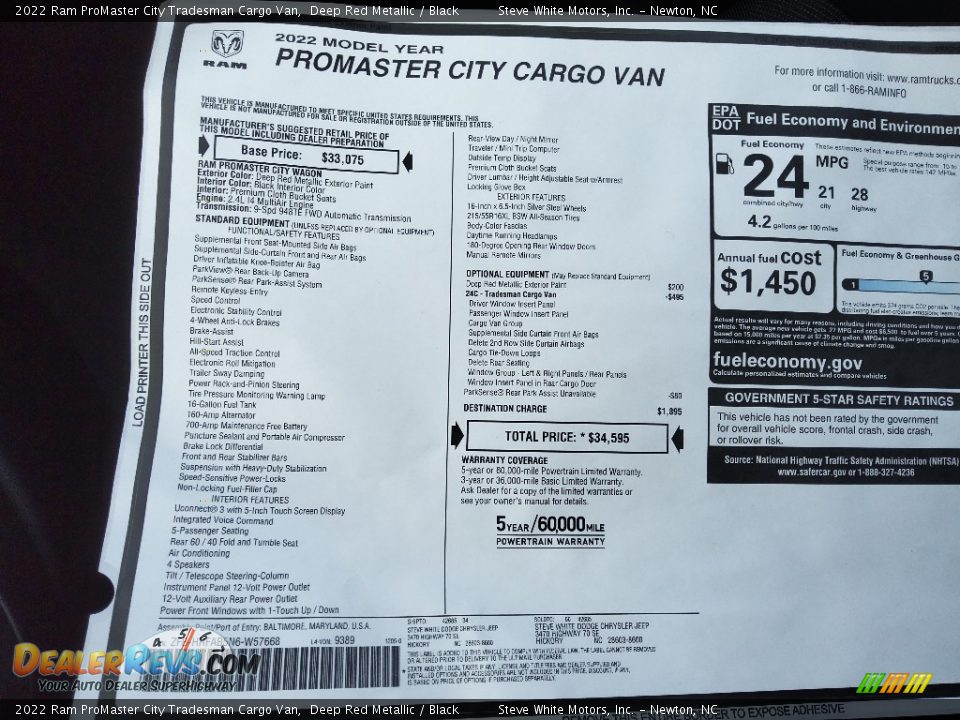 2022 Ram ProMaster City Tradesman Cargo Van, Deep Red Metallic / Black Steve White Motors, Inc. – Newton, NC
RAM
2022 MODEL YEAR
PROMASTER CITY CARGO VAN
For more information visit: www.ramtrucks.c
or call 1-866-RAMINFO
THIS VEHICLE IS MANUFACTURED TO MEET SPECIFIC UNITED STATES REQUIREMENTS. THIS
VEHICLE IS NOT MANUFACTURED FOR SALE OR REGISTRATION OUTSIDE OF THE UNITED STATES.
MANUFACTURER'S SUGGESTED RETAIL PRICE OF
THIS MODEL INCLUDING DEALER PREPARATION
Base Price: $33,075
RAM PROMASTER CITY WAGON
Exterior Color: Deep Red Metallic Exterior Paint
Interior Color: Black Interior Color
Interior: Premium Cloth Bucket Seats
Engine: 2.4L I4 MultiAir Engine
Transmission: 9-Spd 948TE FWD Automatic Transmission
STANDARD EQUIPMENT (UNLESS REPLACED BY OPTIONAL EQUIPMENT)
FUNCTIONAL/SAFETY FEATURES
Supplemental Front Seat-Mounted Side Air Bags
Supplemental Side-Curtain Front and Rear Air Bags
Driver Inflatable Knee-Bolster Air Bag
ParkView® Rear Back-Up Camera
ParkSense® Rear Park-Assist System
Remote Keyless-Entry
Speed Control
Electronic Stability Control
4-Wheel Anti-Lock Brakes
Brake-Assist
Hill-Start Assist
All-Speed Traction Control
Electronic Roll Mitigation
Trailer Sway Damping
Power Rack-and-Pinion Steering
Tire Pressure Monitoring Warning Lamp
16-Gallon Fuel Tank
160-Amp Alternator
700-Amp Maintenance Free Battery
Puncture Sealant and Portable Air Compressor
Brake Lock Differential
Front and Rear Stabilizer Bars
Suspension with Heavy-Duty Stabilization
Speed-Sensitive Power-Locks
Non-Locking Fuel-Filler Cap
INTERIOR FEATURES
Uconnect® 3 with 5-Inch Touch Screen Display
Integrated Voice Command
5-Passenger Seating
Rear 60 / 40 Fold and Tumble Seat
Air Conditioning
4 Speakers
Tilt / Telescope Steering-Column
Instrument Panel 12-Volt Power Outlet
12-Volt Auxiliary Rear Power Outlet
Power Front Windows with 1-Touch Up / Down
Rear-View Day / Night Mirror
Traveler / Mini Trip Computer
Outside Temp Display
Premium Cloth Bucket Seats
Driver Lumbar / Height Adjustable Seat w/Armrest
Locking Glove Box
EXTERIOR FEATURES
16-Inch x 6.5-Inch Silver Steel Wheels
215/55R16XL BSW All-Season Tires
Body-Color Fascias
Daytime Running Headlamps
180-Degree Opening Rear Window Doors
Manual Remote Mirrors
OPTIONAL EQUIPMENT (May Replace Standard Equipment)
Deep Red Metallic Exterior Paint $200
24C - Tradesman Cargo Van -$495
Driver Window Insert Panel
Passenger Window Insert Panel
Cargo Van Group
Supplemental Side Curtain Front Air Bags
Delete 2nd Row Side Curtain Airbags
Cargo Tie-Down Loops
Delete Rear Seating
Window Group - Left & Right Panels / Rear Panels
Window Insert Panel in Rear Cargo Door
ParkSense® Rear Park Assist Unavailable -$80
DESTINATION CHARGE $1,895
TOTAL PRICE: * $34,595
WARRANTY COVERAGE
5-year or 60,000-mile Powertrain Limited Warranty.
3-year or 36,000-mile Basic Limited Warranty.
Ask Dealer for a copy of the limited warranties or
see your owner's manual for details.
5 YEAR / 60,000 MILE
POWERTRAIN WARRANTY
EPA
DOT Fuel Economy and Environmen
Fuel Economy
24 MPG
combined city/hwy
21 city
28 highway
4.2 gallons per 100 miles
Annual fuel cost
$1,450
Fuel Economy & Greenhouse G
1 5
fueleconomy.gov
Calculate personalized estimates and compare vehicles
GOVERNMENT 5-STAR SAFETY RATINGS
This vehicle has not been rated by the government
for overall vehicle score, frontal crash, side crash,
or rollover risk.
Source: National Highway Traffic Safety Administration (NHTSA)
www.safercar.gov or 1-888-327-4236
LOAD PRINTER THIS SIDE OUT
Assembly Point/Port of Entry: BALTIMORE, MARYLAND, U.S.A.
N6-W57668 9389
STEVE WHITE DODGE CHRYSLER JEEP
3470 HIGHWAY 70 SE
HICKORY NC 28603-8660
STEVE WHITE DODGE CHRYSLER JEEP
3470 HIGHWAY 70 SE
HICKORY NC 28603-8660
DEALERREVS.COM
YOUR AUTO DEALER SUPERHIGHWAY
2022 Ram ProMaster City Tradesman Cargo Van, Deep Red Metallic / Black Steve White Motors, Inc. – Newton, NC